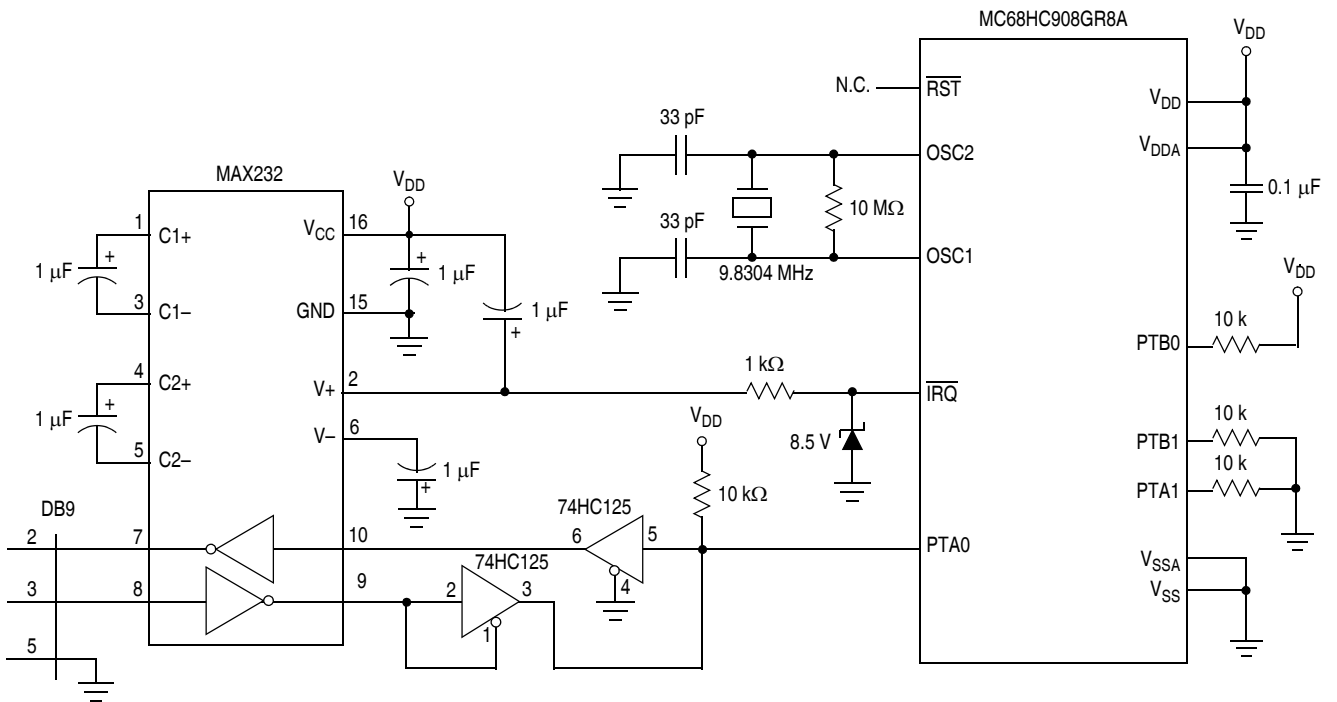 MC68HC908GR8A
VDD
N.C.
RST
VDD
33 pF
OSC2
VDDA
MAX232
VDD
10 MΩ
0.1 µF
1
C1+
VCC
16
33 pF
OSC1
1 µF
+
+
1 µF
9.8304 MHz
VDD
3
C1–
GND
15
1 µF
+
10 k
PTB0
4
C2+
V+
2
1 kΩ
IRQ
1 µF
+
VDD
10 k
V–
6
8.5 V
PTB1
5
C2–
1 µF
+
10 k
10 kΩ
PTA1
DB9
74HC125
2
7
10
6
5
PTA0
74HC125
4
VSSA
3
8
9
2
3
VSS
1
5